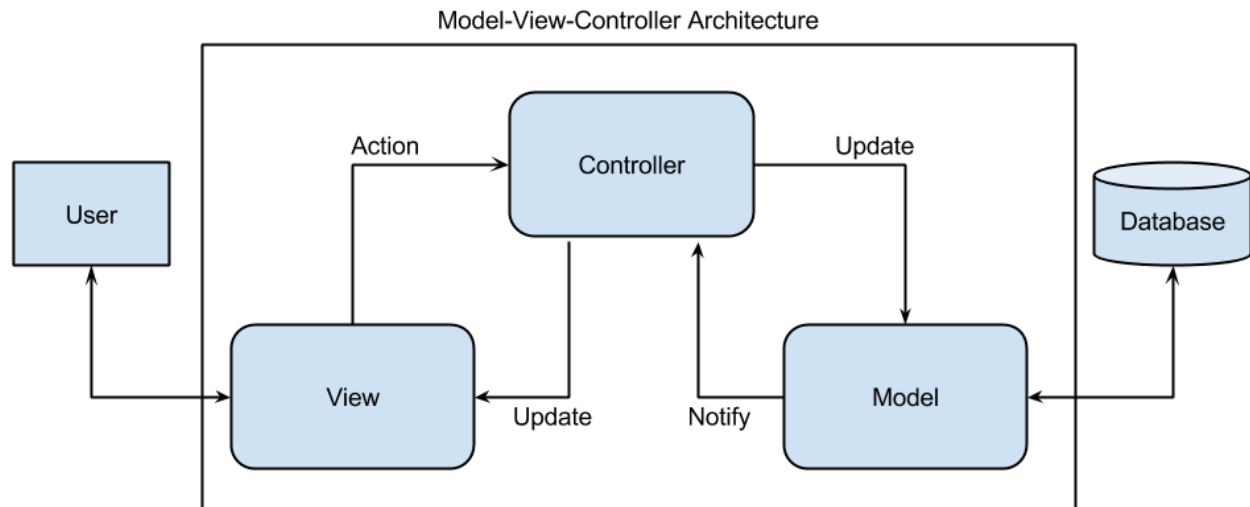 Model-View-Controller Architecture
Action
Controller
Update
User
Database
View
Update
Notify
Model